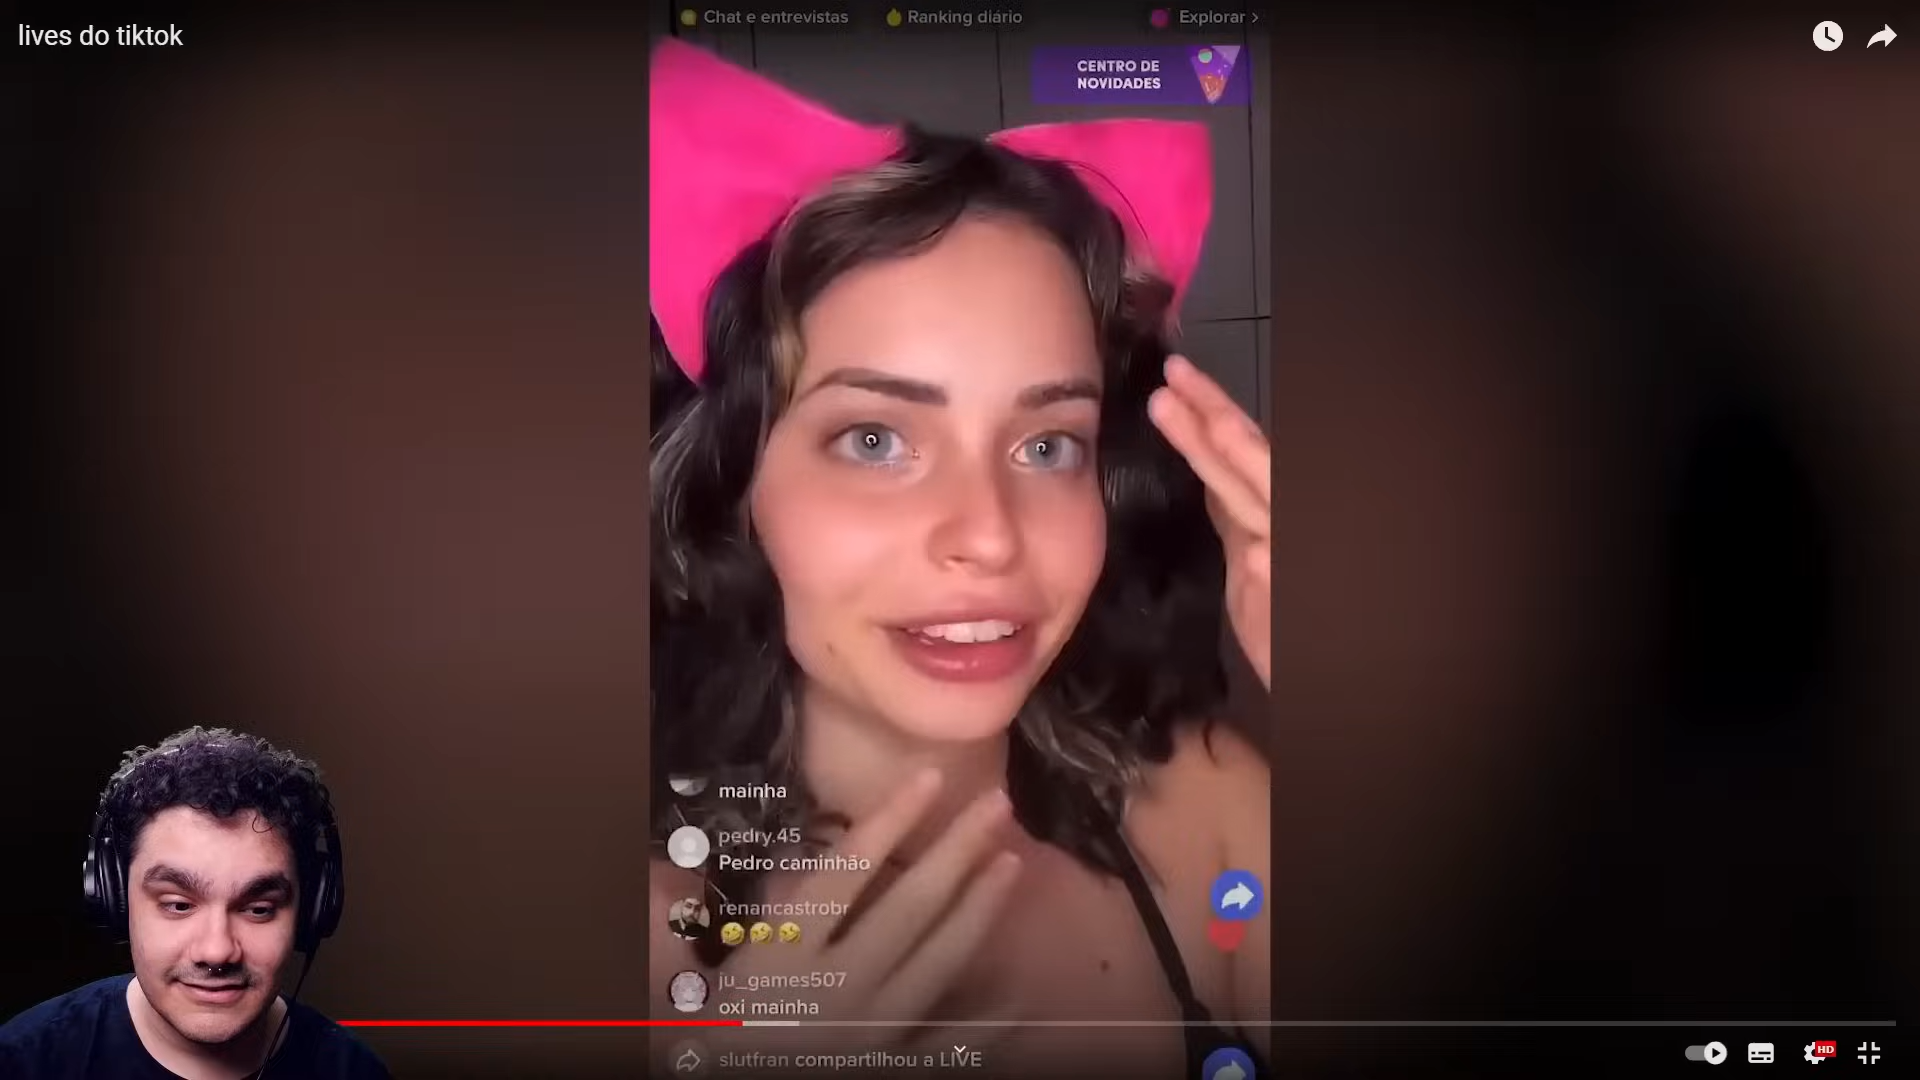 lives do tiktok
Chat e entrevistas
Ranking diário
Explorar >
CENTRO DE
NOVIDADES
mainha
pedry.45
Pedro caminhão
renancastrobr
🤣🤣🤣
ju_games507
oxi mainha
slutfran compartilhou a LIVE
HD